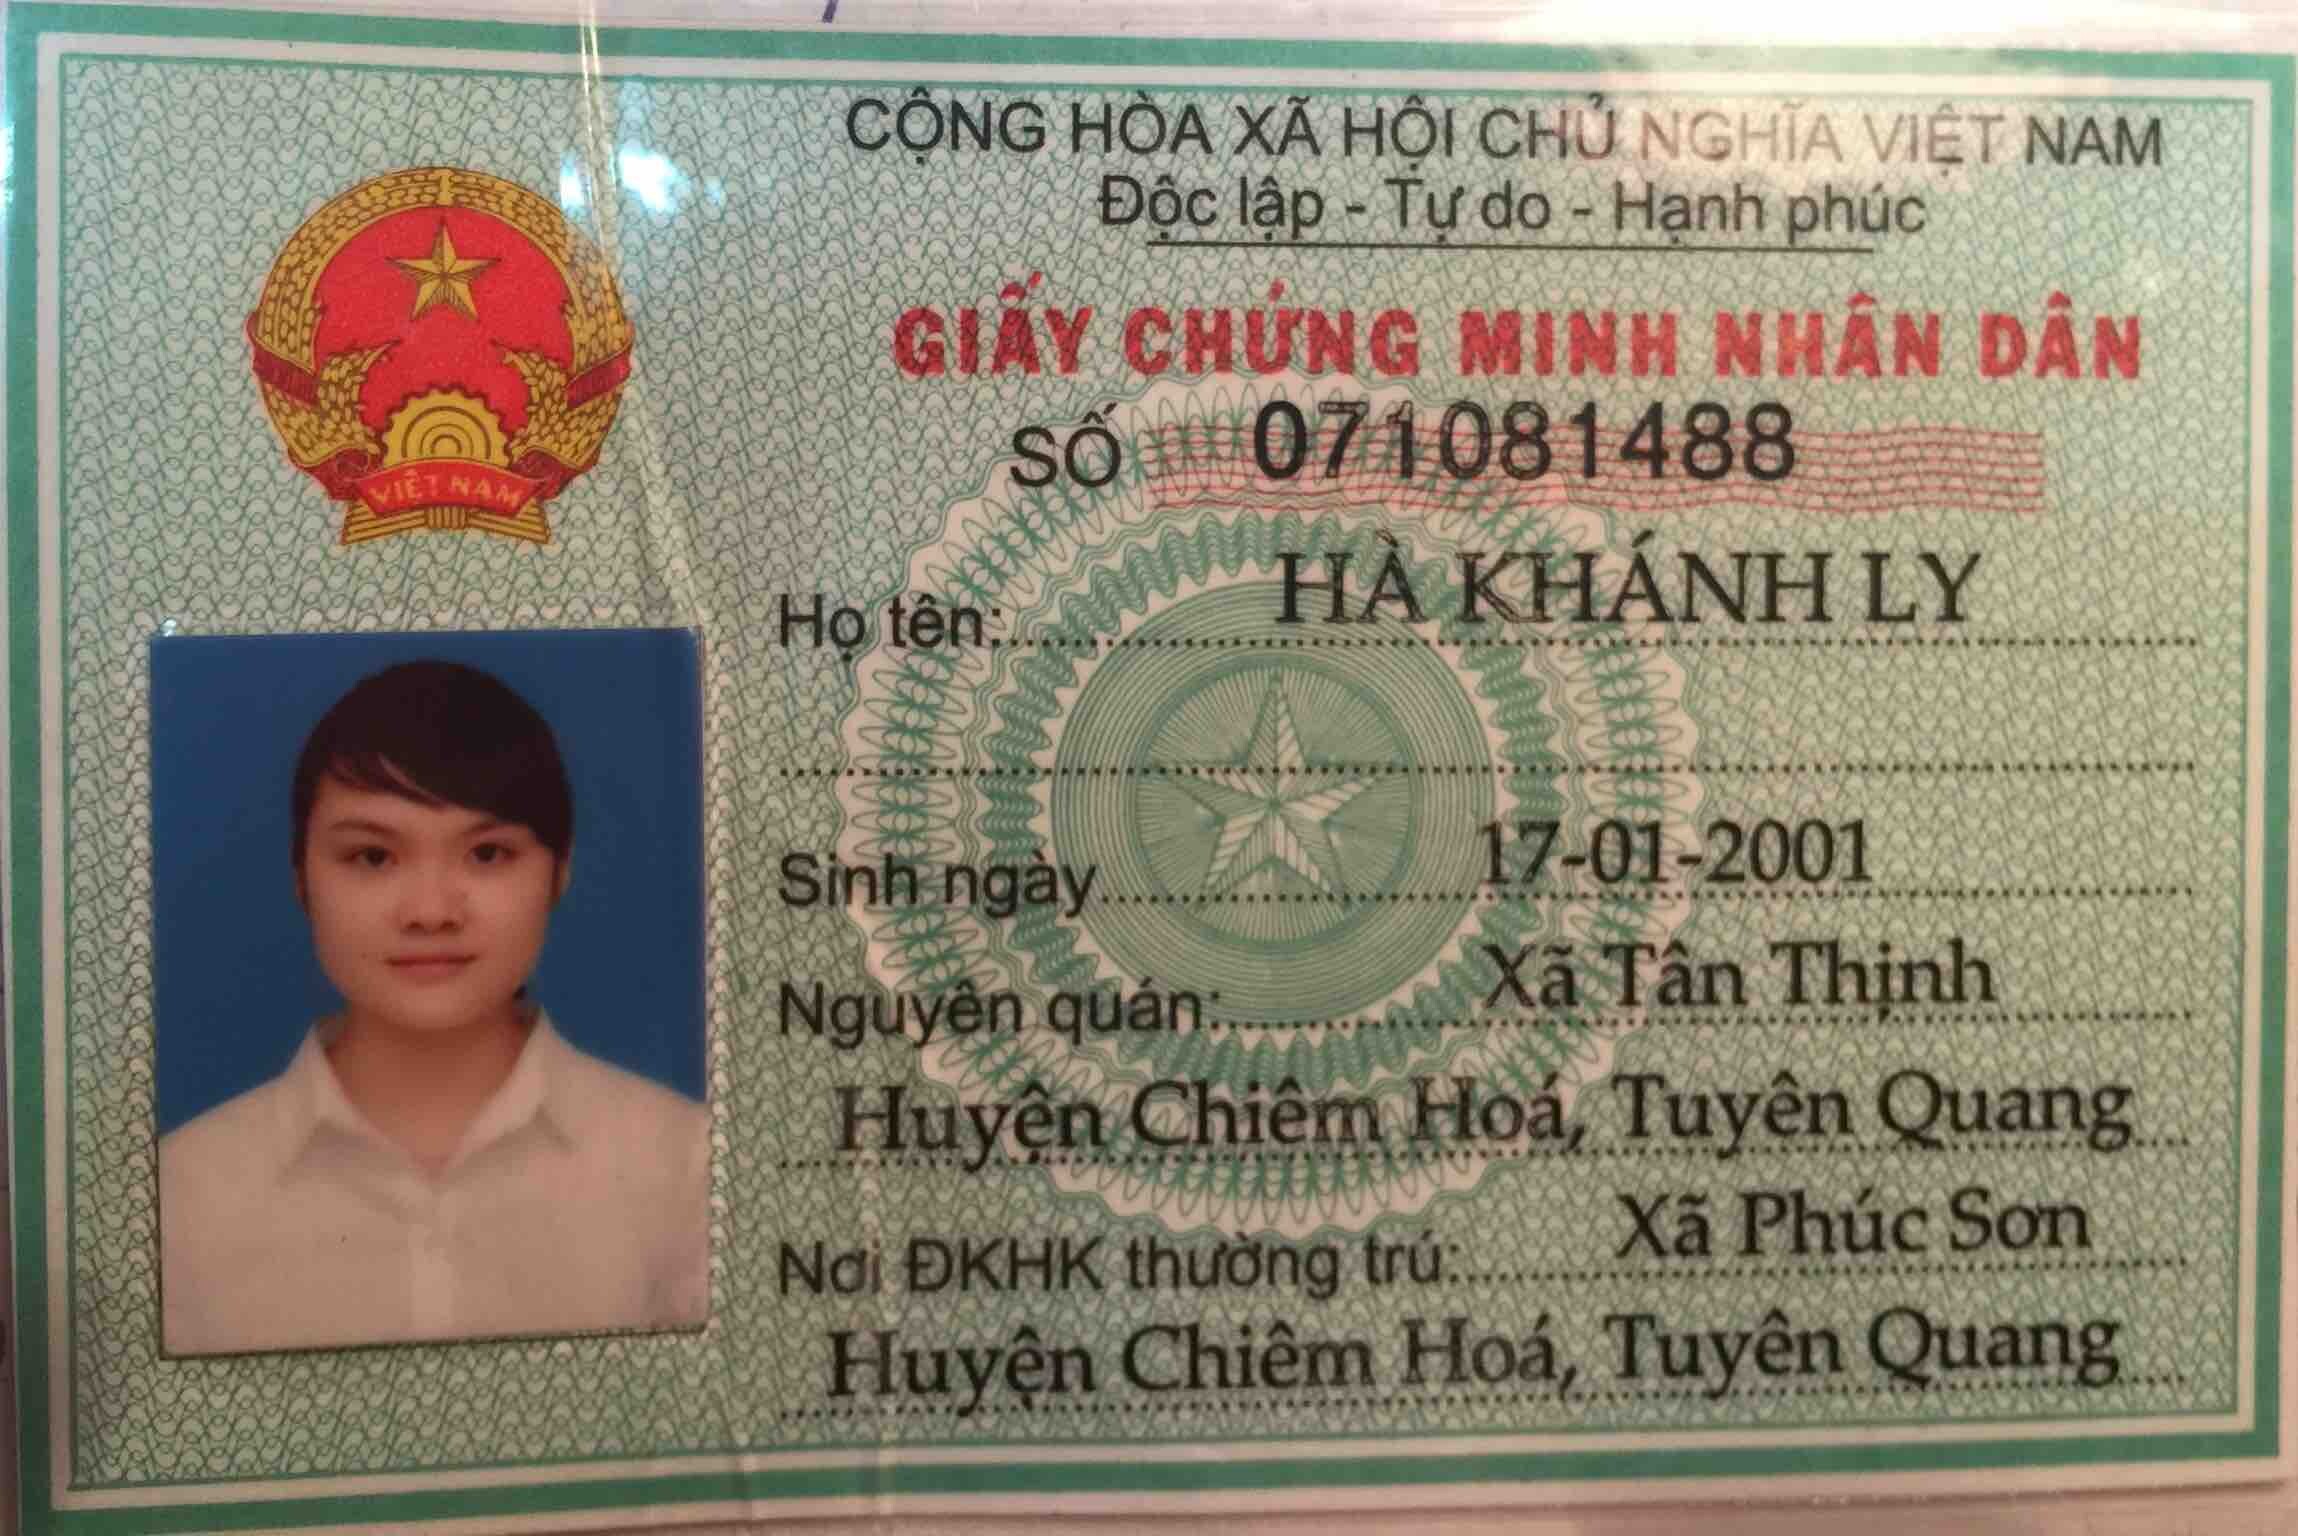 CỘNG HÒA XÃ HỘI CHỦ NGHĨA VIỆT NAM
Độc lập - Tự do - Hạnh phúc
GIẤY CHỨNG MINH NHÂN DÂN
SỐ 071081488
VIỆT NAM
Họ tên: HÀ KHÁNH LY
Sinh ngày 17-01-2001
Nguyên quán: Xã Tân Thịnh
Huyện Chiêm Hoá, Tuyên Quang
Nơi ĐKHK thường trú: Xã Phúc Sơn
Huyện Chiêm Hoá, Tuyên Quang